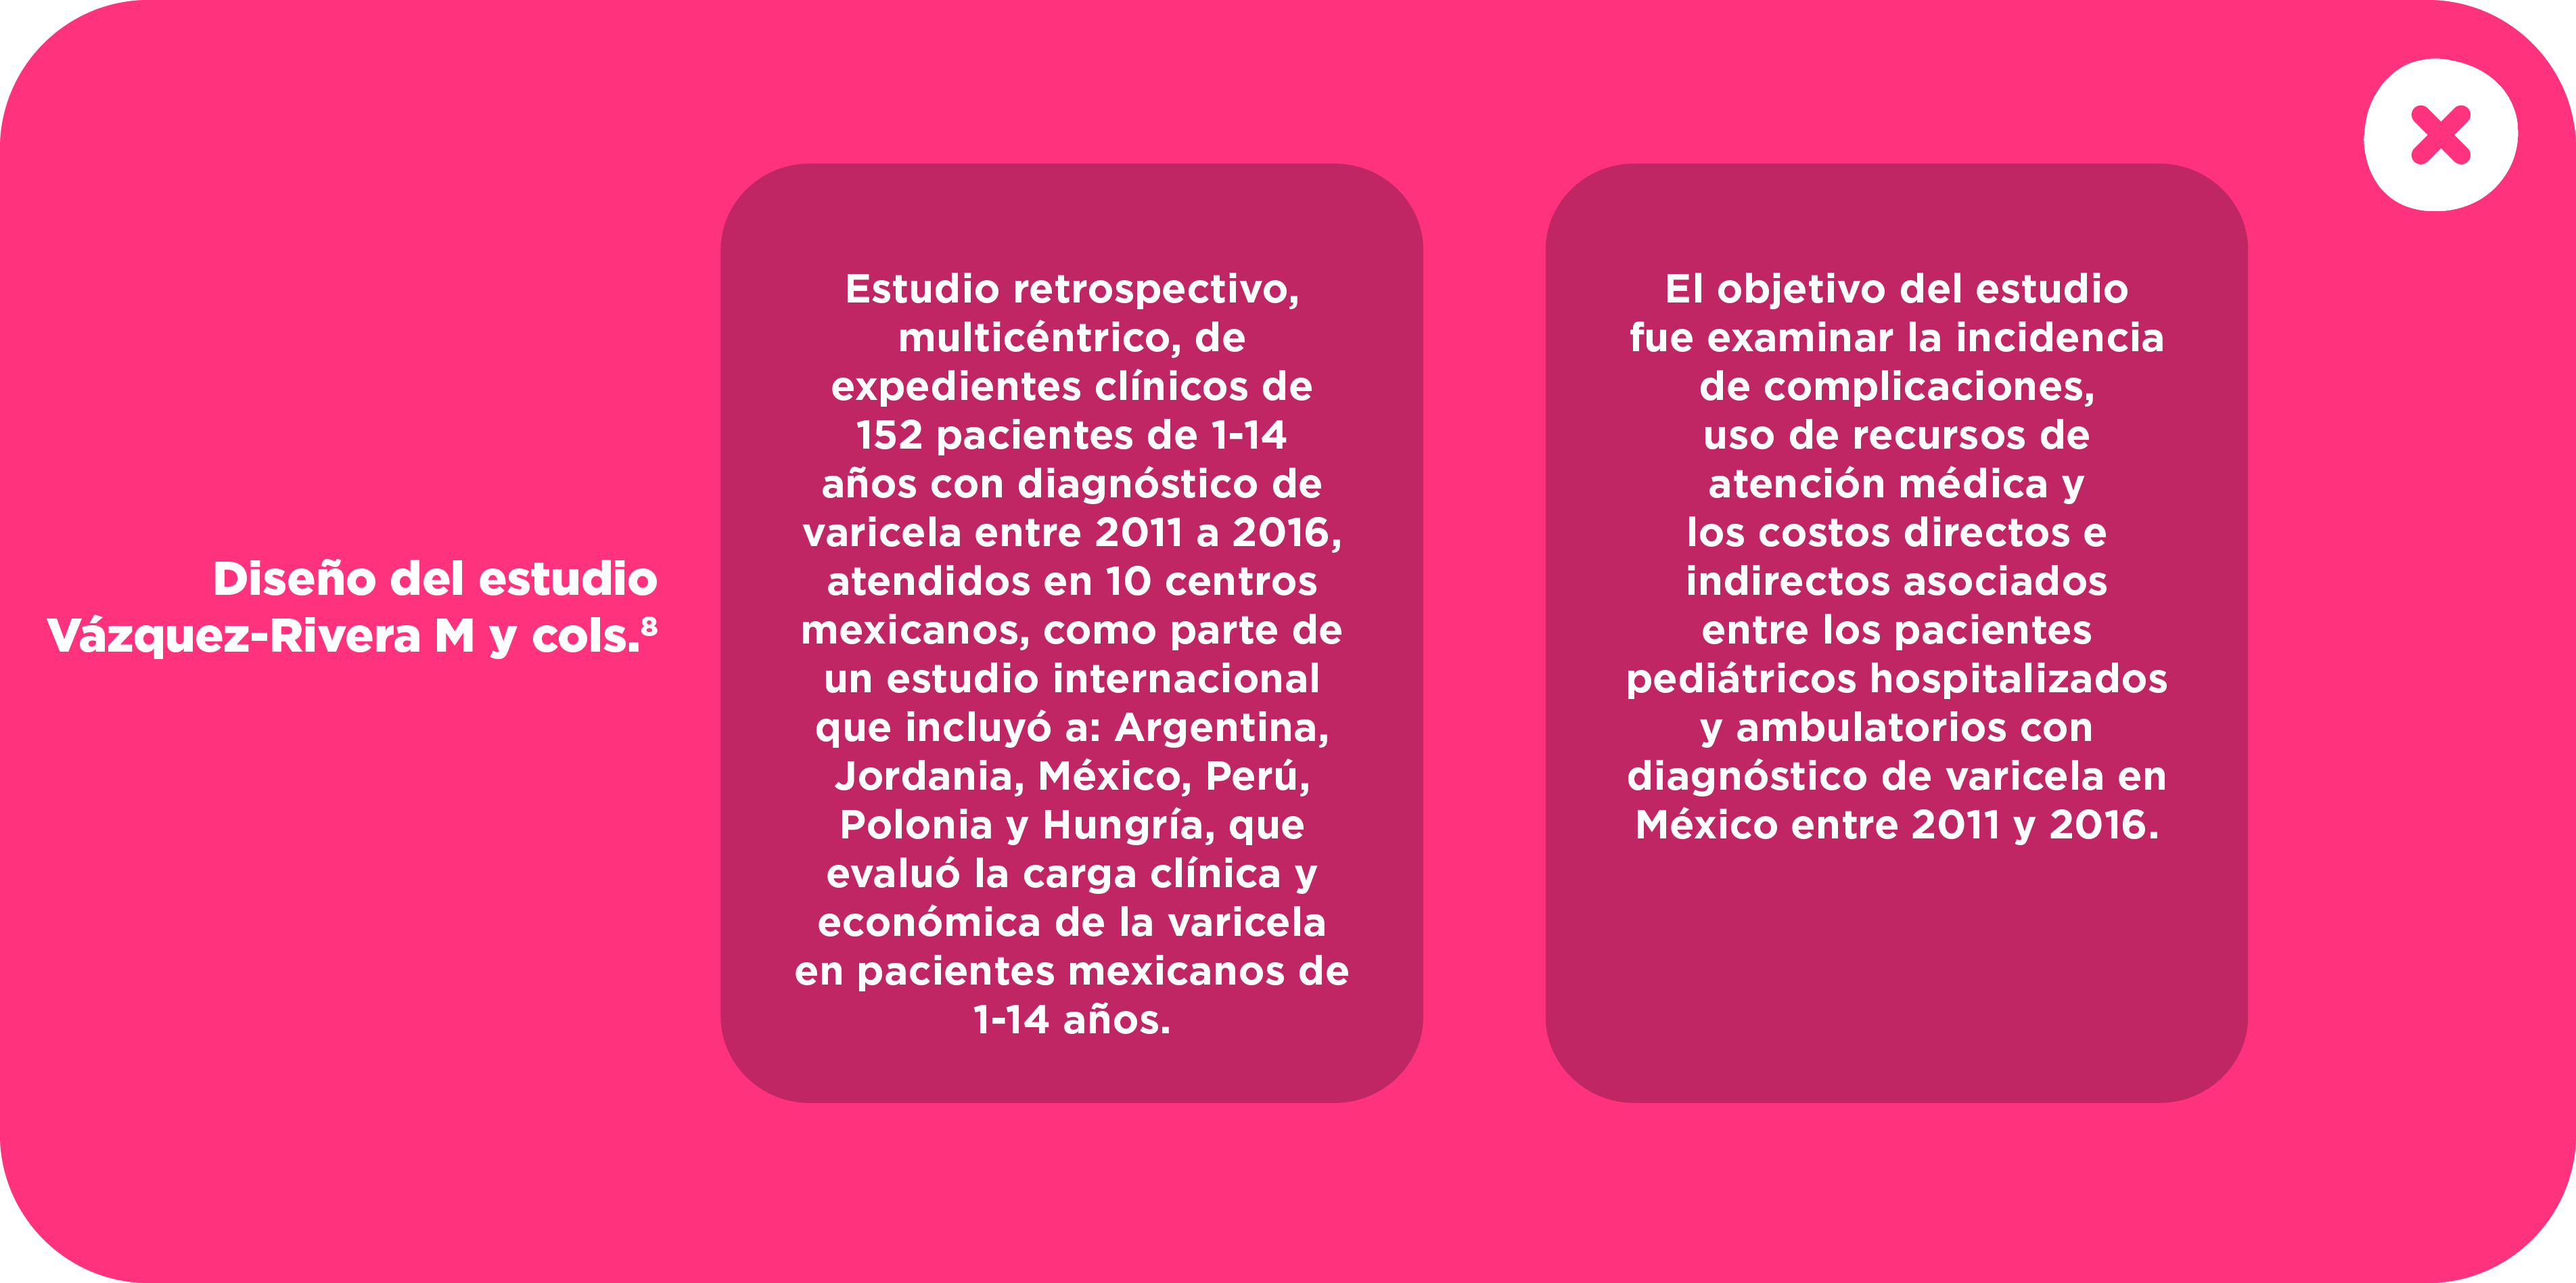 Diseño del estudio
Vázquez-Rivera M y cols.⁸
Estudio retrospectivo,
multicéntrico, de
expedientes clínicos de
152 pacientes de 1-14
años con diagnóstico de
varicela entre 2011 a 2016,
atendidos en 10 centros
mexicanos, como parte de
un estudio internacional
que incluyó a: Argentina,
Jordania, México, Perú,
Polonia y Hungría, que
evaluó la carga clínica y
económica de la varicela
en pacientes mexicanos de
1-14 años.
El objetivo del estudio
fue examinar la incidencia
de complicaciones,
uso de recursos de
atención médica y
los costos directos e
indirectos asociados
entre los pacientes
pediátricos hospitalizados
y ambulatorios con
diagnóstico de varicela en
México entre 2011 y 2016.